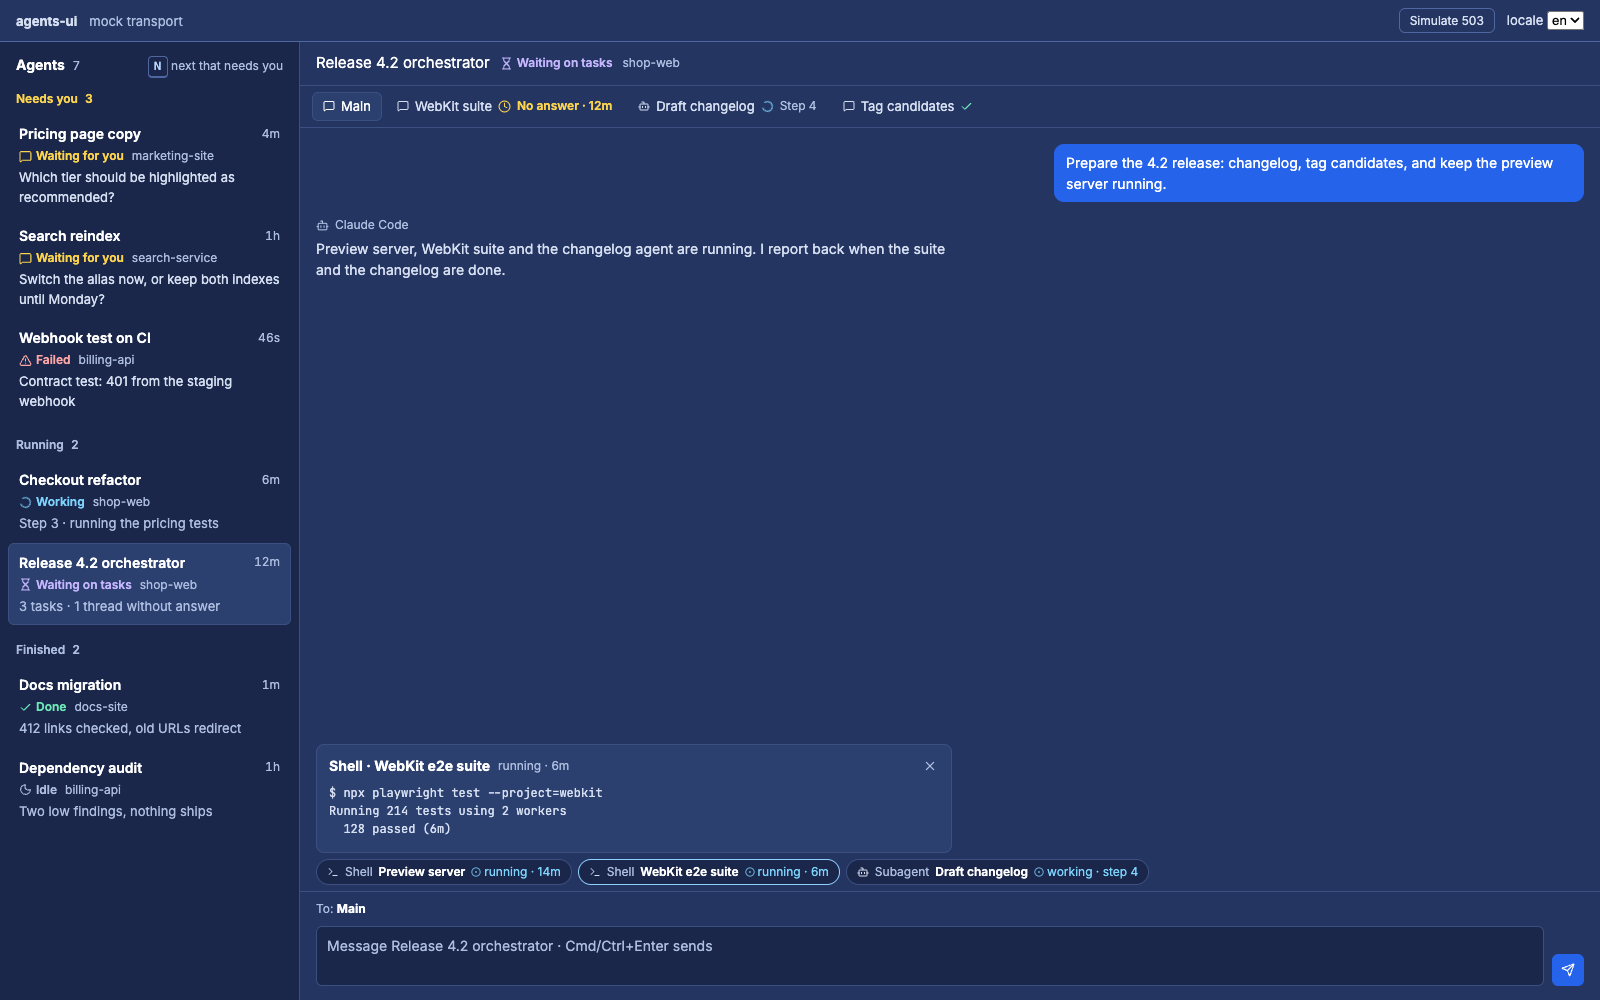 agents-ui mock transport
Simulate 503 locale en
Agents 7 N next that needs you
Needs you 3
Pricing page copy 4m
Waiting for you marketing-site
Which tier should be highlighted as
recommended?
Search reindex 1h
Waiting for you search-service
Switch the alias now, or keep both indexes
until Monday?
Webhook test on CI 46s
Failed billing-api
Contract test: 401 from the staging
webhook
Running 2
Checkout refactor 6m
Working shop-web
Step 3 · running the pricing tests
Release 4.2 orchestrator 12m
Waiting on tasks shop-web
3 tasks · 1 thread without answer
Finished 2
Docs migration 1m
Done docs-site
412 links checked, old URLs redirect
Dependency audit 1h
Idle billing-api
Two low findings, nothing ships
Release 4.2 orchestrator Waiting on tasks shop-web
Main WebKit suite No answer · 12m Draft changelog Step 4 Tag candidates
Prepare the 4.2 release: changelog, tag candidates, and keep the preview
server running.
Claude Code
Preview server, WebKit suite and the changelog agent are running. I report back when the suite
and the changelog are done.
Shell · WebKit e2e suite running · 6m
$ npx playwright test --project=webkit
Running 214 tests using 2 workers
128 passed (6m)
Shell Preview server running · 14m Shell WebKit e2e suite running · 6m Subagent Draft changelog working · step 4
To: Main
Message Release 4.2 orchestrator · Cmd/Ctrl+Enter sends